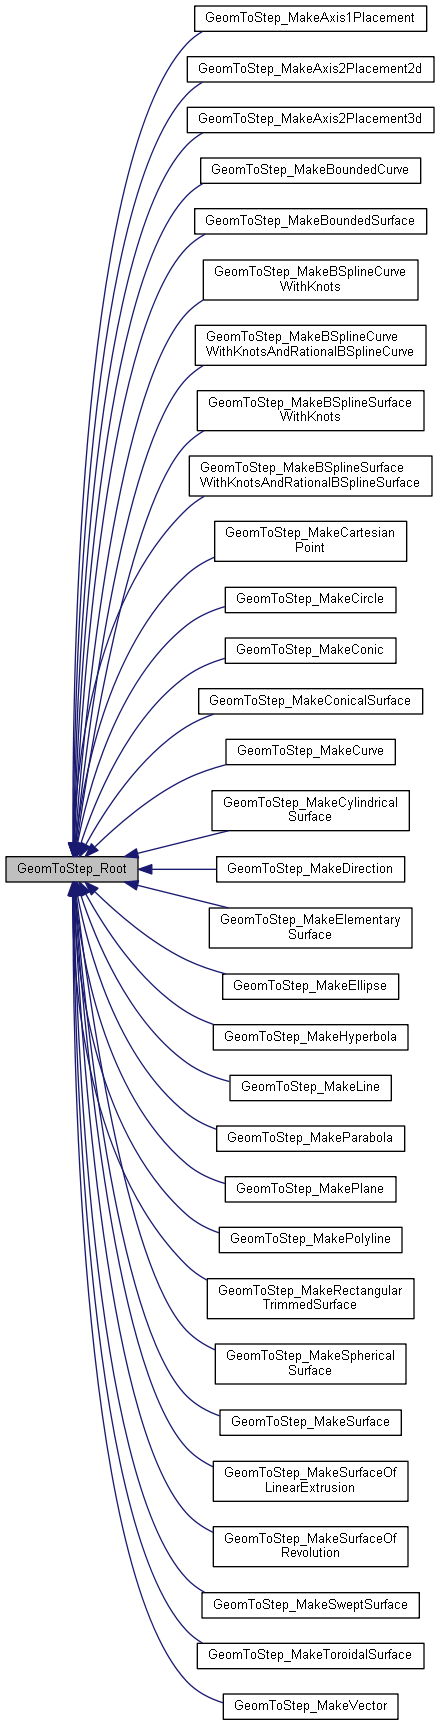 GeomToStep_MakeAxis1Placement
GeomToStep_MakeAxis2Placement2d
GeomToStep_MakeAxis2Placement3d
GeomToStep_MakeBoundedCurve
GeomToStep_MakeBoundedSurface
GeomToStep_MakeBSplineCurve
WithKnots
GeomToStep_MakeBSplineCurve
WithKnotsAndRationalBSplineCurve
GeomToStep_MakeBSplineSurface
WithKnots
GeomToStep_MakeBSplineSurface
WithKnotsAndRationalBSplineSurface
GeomToStep_MakeCartesian
Point
GeomToStep_MakeCircle
GeomToStep_MakeConic
GeomToStep_MakeConicalSurface
GeomToStep_MakeCurve
GeomToStep_MakeCylindrical
Surface
GeomToStep_Root
GeomToStep_MakeDirection
GeomToStep_MakeElementary
Surface
GeomToStep_MakeEllipse
GeomToStep_MakeHyperbola
GeomToStep_MakeLine
GeomToStep_MakeParabola
GeomToStep_MakePlane
GeomToStep_MakePolyline
GeomToStep_MakeRectangular
TrimmedSurface
GeomToStep_MakeSpherical
Surface
GeomToStep_MakeSurface
GeomToStep_MakeSurfaceOf
LinearExtrusion
GeomToStep_MakeSurfaceOf
Revolution
GeomToStep_MakeSweptSurface
GeomToStep_MakeToroidalSurface
GeomToStep_MakeVector